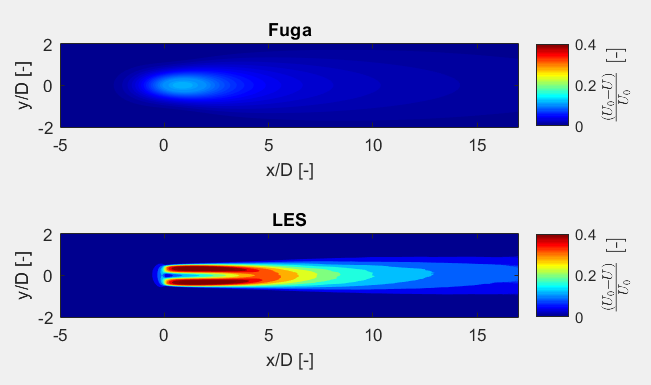 Fuga
2
0
-2
y/D [-]
-5
0
5
10
15
x/D [-]
0.4
0.2
0
(U₀−U)/U₀ [-]
LES
2
0
-2
y/D [-]
-5
0
5
10
15
x/D [-]
0.4
0.2
0
(U₀−U)/U₀ [-]